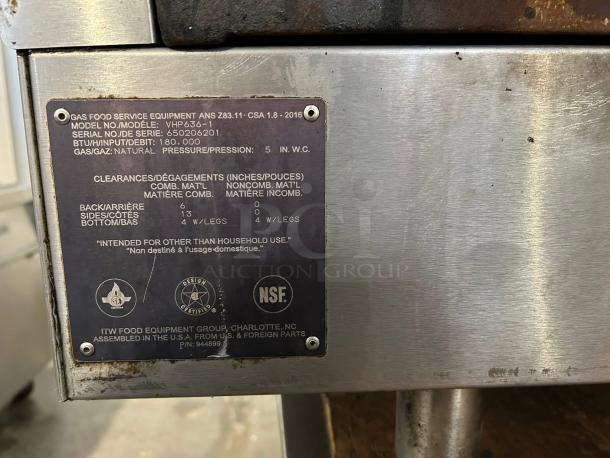 GAS FOOD SERVICE EQUIPMENT ANS Z83.11· CSA 1.8 - 2016
MODEL NO./MODÈLE: VHP636-1
SERIAL NO./DE SERIE: 650206201
BTU/H/INPUT/DEBIT: 180,000
GAS/GAZ: NATURAL PRESSURE/PRESSION: 5 IN. W.C.
CLEARANCES/DÉGAGEMENTS (INCHES/POUCES)
COMB. MAT'L NONCOMB. MAT'L
MATIÈRE COMB. MATIÈRE INCOMB.
BACK/ARRIÈRE 6 0
SIDES/CÔTÉS 13 0
BOTTOM/BAS 4 W/LEGS 4 W/LEGS
"INTENDED FOR OTHER THAN HOUSEHOLD USE."
"Non destiné à l'usage domestique."
PCI
AUCTION GROUP
DESIGN
CERTIFIED
NSF.
ITW FOOD EQUIPMENT GROUP, CHARLOTTE, NC
ASSEMBLED IN THE U.S.A. FROM U.S. & FOREIGN PARTS
P/N: 944899